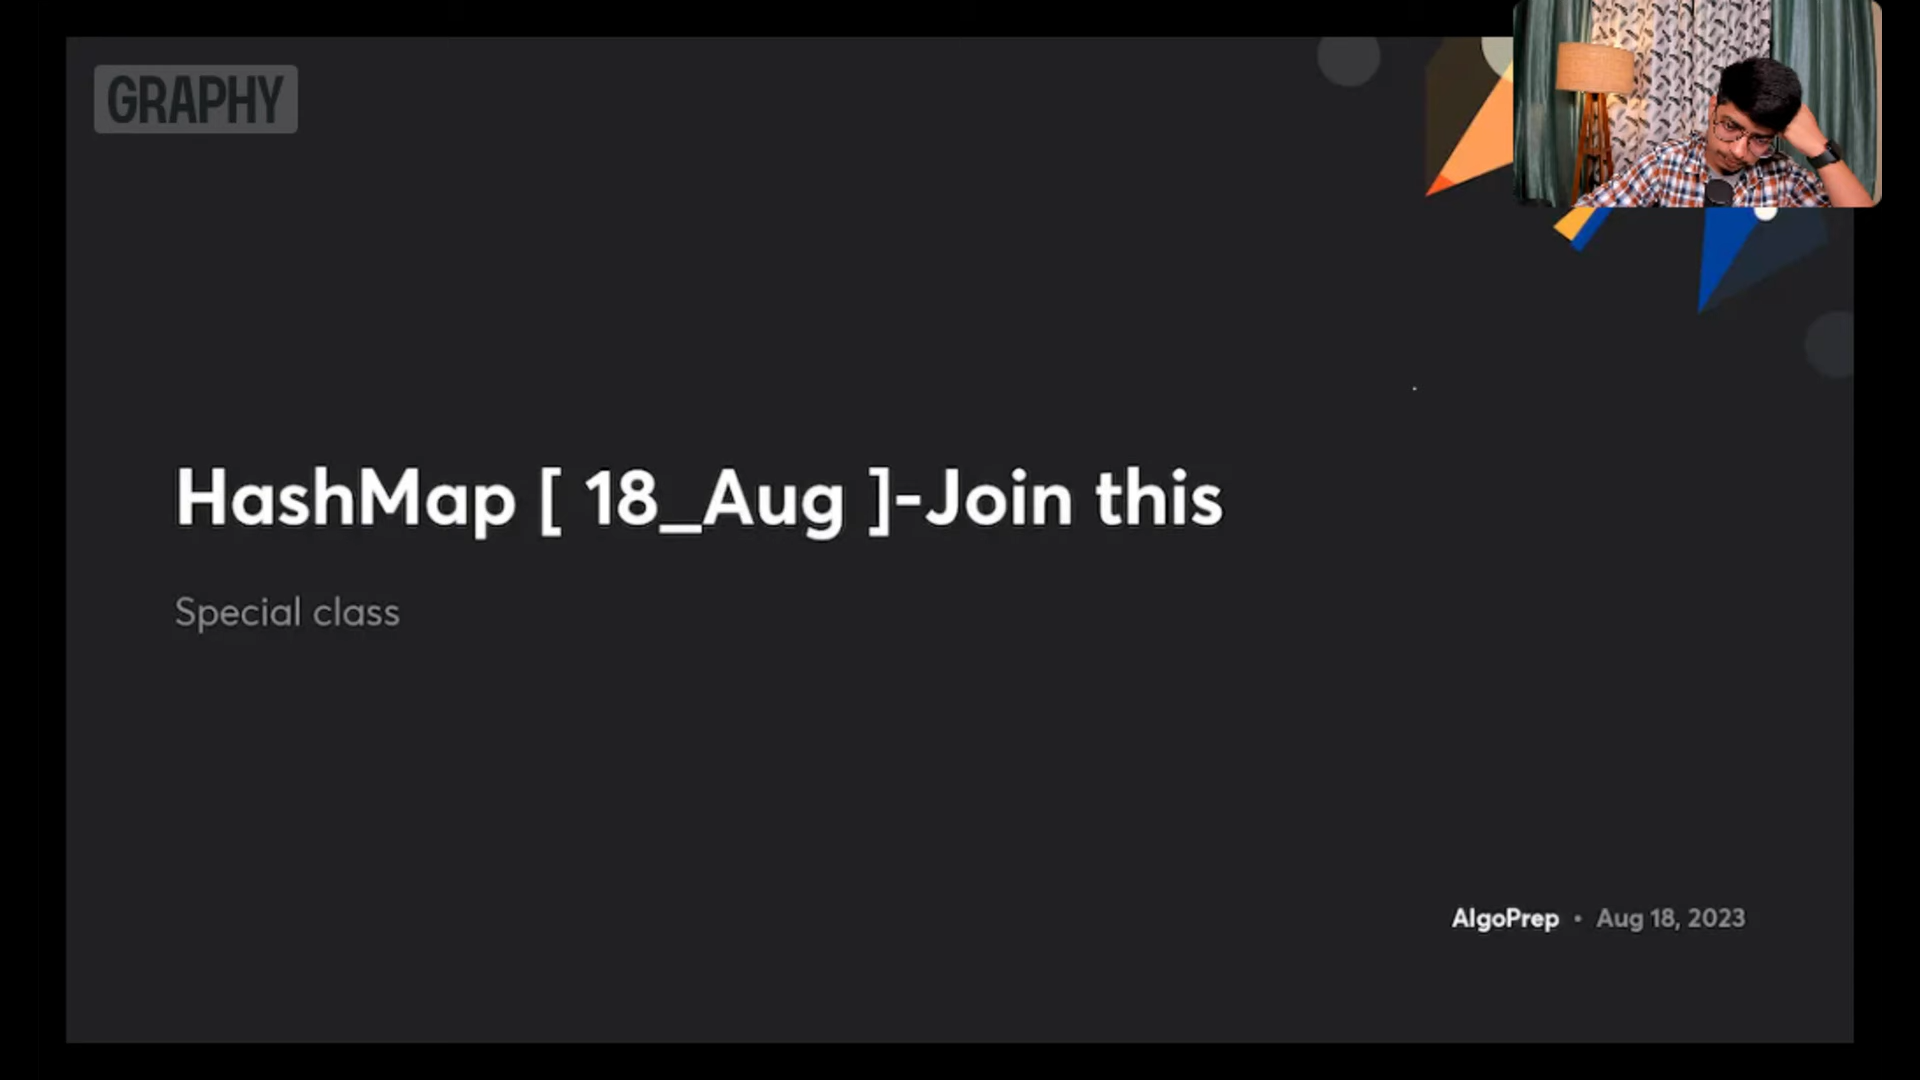 GRAPHY
HashMap [ 18_Aug ]-Join this
Special class
AlgoPrep • Aug 18, 2023